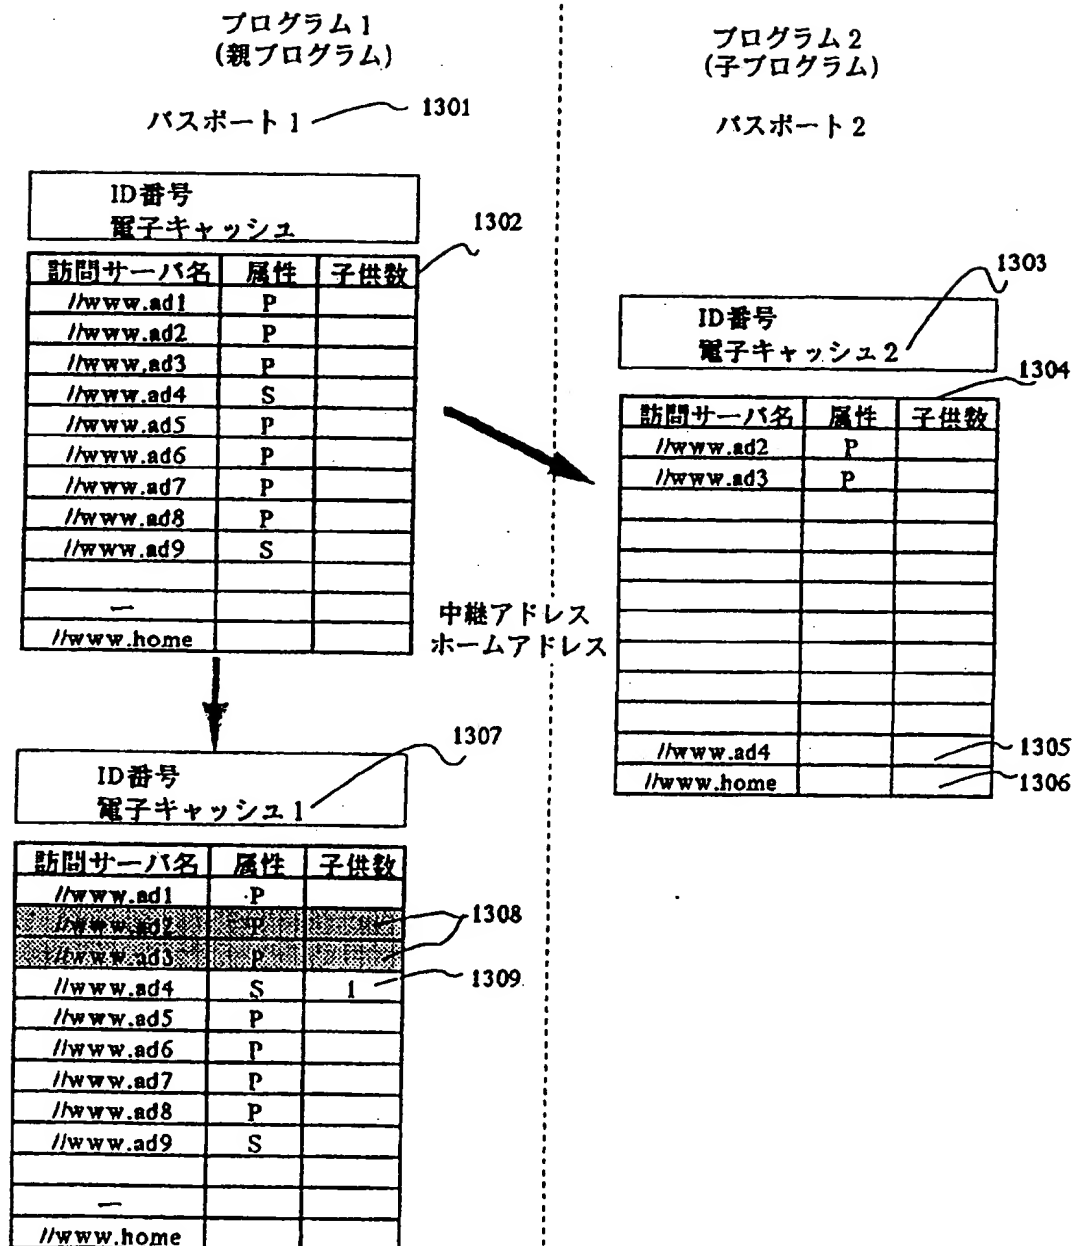 プログラム1
(親プログラム)
パスポート1
1301
ID番号
電子キャッシュ
1302
訪問サーバ名 属性 子供数
//www.ad1 P
//www.ad2 P
//www.ad3 P
//www.ad4 S
//www.ad5 P
//www.ad6 P
//www.ad7 P
//www.ad8 P
//www.ad9 S
ー
//www.home
中継アドレス
ホームアドレス
1307
ID番号
電子キャッシュ1
訪問サーバ名 属性 子供数
//www.ad1 P
//www.ad2 P
//www.ad3 P
1308
//www.ad4 S 1
1309
//www.ad5 P
//www.ad6 P
//www.ad7 P
//www.ad8 P
//www.ad9 S
ー
//www.home
プログラム2
(子プログラム)
パスポート2
1303
ID番号
電子キャッシュ2
1304
訪問サーバ名 属性 子供数
//www.ad2 P
//www.ad3 P
//www.ad4
1305
//www.home
1306